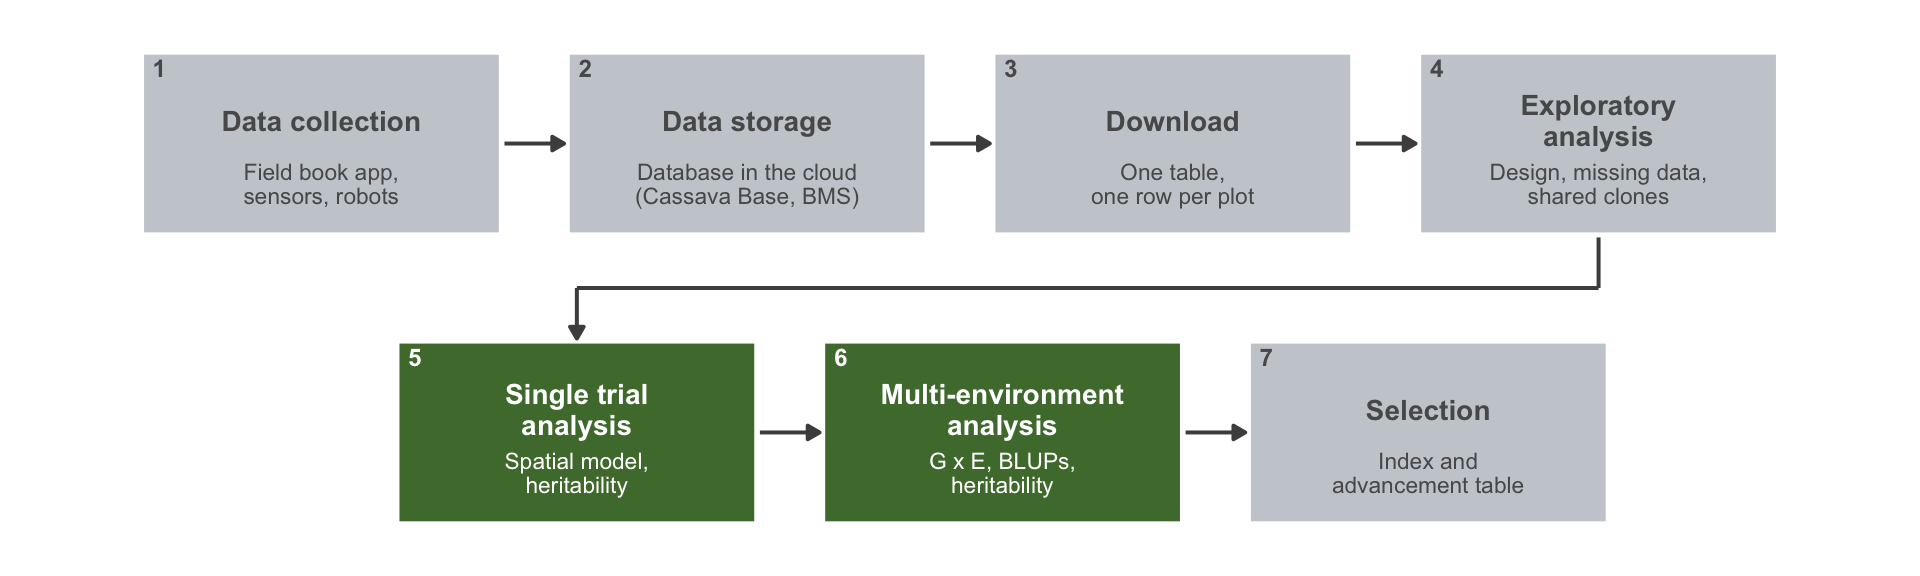 1
Data collection
Field book app,
sensors, robots
2
Data storage
Database in the cloud
(Cassava Base, BMS)
3
Download
One table,
one row per plot
4
Exploratory
analysis
Design, missing data,
shared clones
5
Single trial
analysis
Spatial model,
heritability
6
Multi-environment
analysis
G x E, BLUPs,
heritability
7
Selection
Index and
advancement table